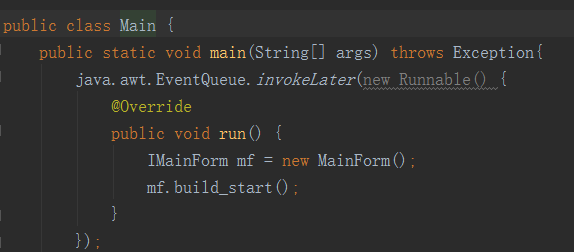 public class Main {
public static void main(String[] args) throws Exception{
java.awt.EventQueue.invokeLater(new Runnable() {
@Override
public void run() {
IMainForm mf = new MainForm();
mf.build_start();
}
});